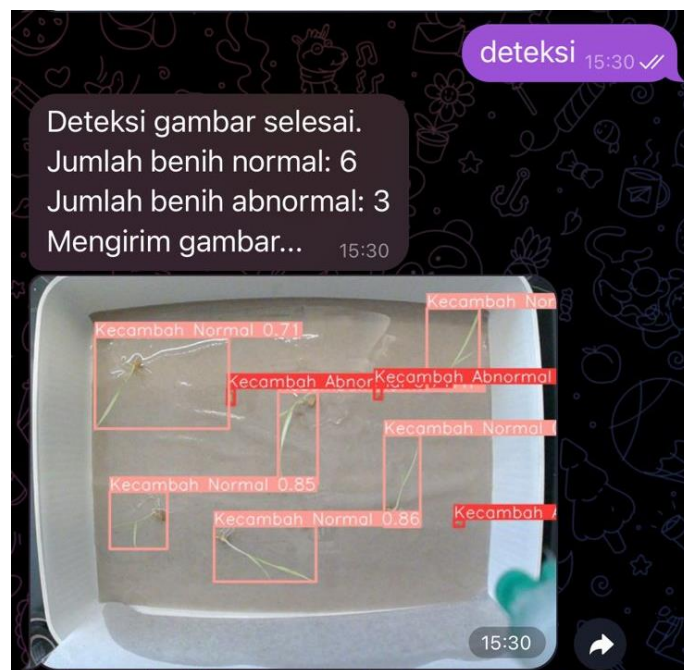 deteksi 15:30
Deteksi gambar selesai.
Jumlah benih normal: 6
Jumlah benih abnormal: 3
Mengirim gambar... 15:30
Kecambah Nor
Kecambah Normal 0.71
Kecambah Abnor
Kecambah Abnormal
Kecambah Normal
Kecambah Normal 0.85
Kecambah Normal 0.86
Kecambah
15:30